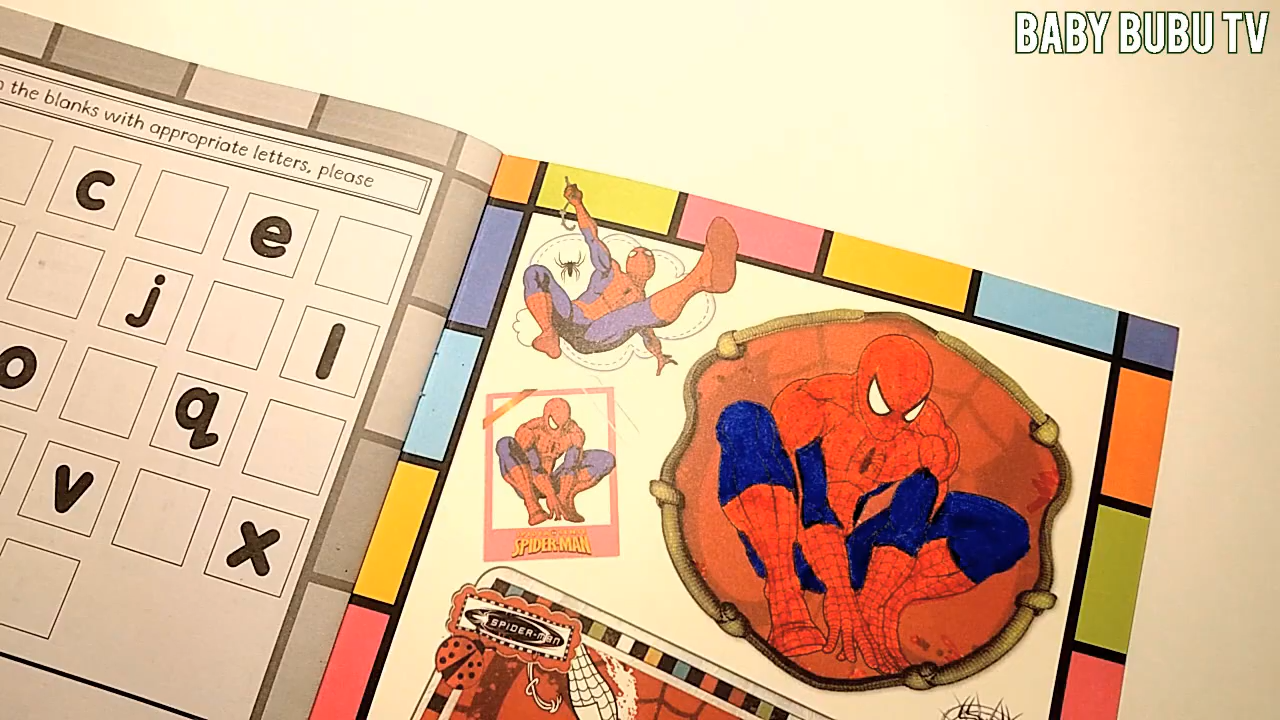 BABY BUBU TV
the blanks with appropriate letters, please
c e
j l
o q
v x
SPIDER-MAN
SPIDER-MAN